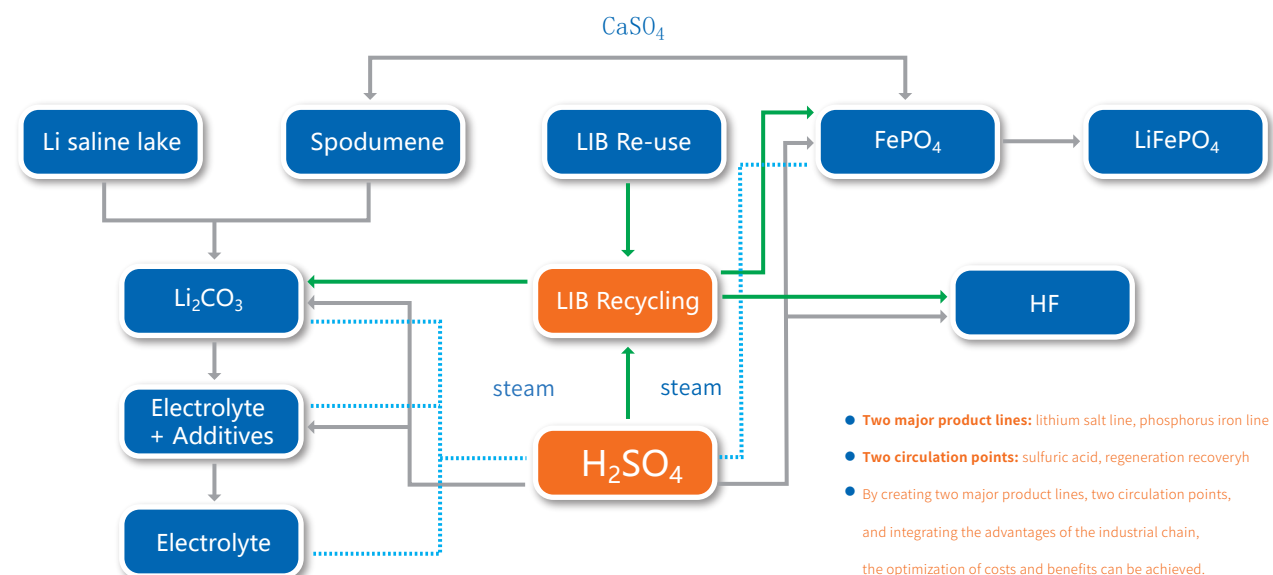 CaSO₄
Li saline lake
Spodumene
LIB Re-use
FePO₄
LiFePO₄
Li₂CO₃
LIB Recycling
HF
steam
steam
Electrolyte
+ Additives
H₂SO₄
Electrolyte
Two major product lines: lithium salt line, phosphorus iron line
Two circulation points: sulfuric acid, regeneration recoveryh
By creating two major product lines, two circulation points,
and integrating the advantages of the industrial chain,
the optimization of costs and benefits can be achieved.